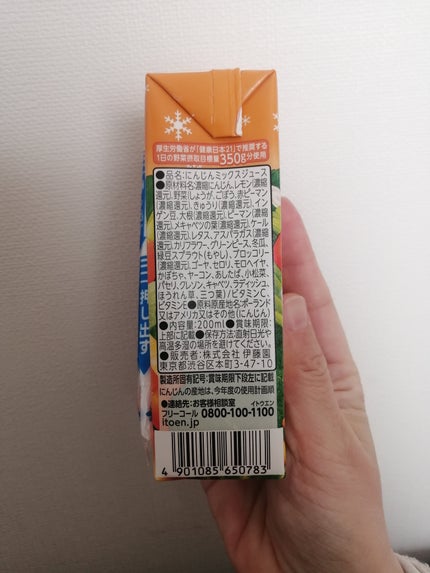 厚生労働省が「健康日本21」で推奨する
1日の野菜摂取目標量350g分使用
●品名:にんじんミックスジュース
●原材料名:濃縮にんじん、レモン(濃縮
還元)、野菜(しょうが、ごぼう、赤ピーマン
(濃縮還元)、きゅうり(濃縮還元)、イン
ゲン豆、大根(濃縮還元)、ピーマン(濃縮
還元)、メキャベツの葉(濃縮還元)、ケール
(濃縮還元)、レタス、アスパラガス(濃縮
還元)、カリフラワー、グリーンピース、冬瓜、
緑豆スプラウト(もやし)、ブロッコリー
(濃縮還元)、ゴーヤ、セロリ、モロヘイヤ、
かぼちゃ、ヤーコン、あしたば、小松菜、
パセリ、クレソン、キャベツ、ラディッシュ、
ほうれん草、三つ葉)/ビタミンC、
ビタミンE●原料原産地名:ポーランド
又はアメリカ又はその他(にんじん)
●内容量:200ml●賞味期限:
上部に記載●保存方法:直射日光や
高温多湿の場所を避けてください。
●販売者:株式会社 伊藤園
東京都渋谷区本町3-47-10
製造所固有記号:賞味期限下段左に記載
にんじんの産地は、今年度の使用計画順
●連絡先:お客様相談室 イトウエン
フリーコール 0800-100-1100
itoen.jp
4 901085 650783
押し出す